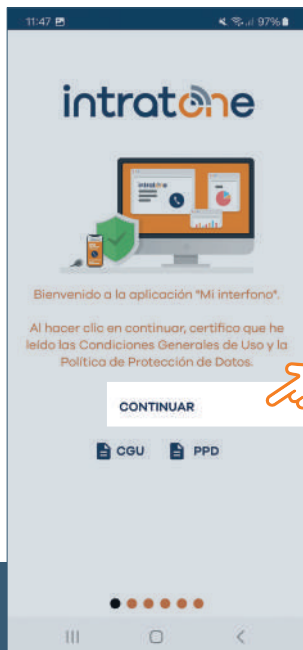 11:47 97%
intratone
Bienvenido a la aplicación "Mi interfono".
Al hacer clic en continuar, certifico que he
leído las Condiciones Generales de Uso y la
Política de Protección de Datos.
CONTINUAR
CGU PPD